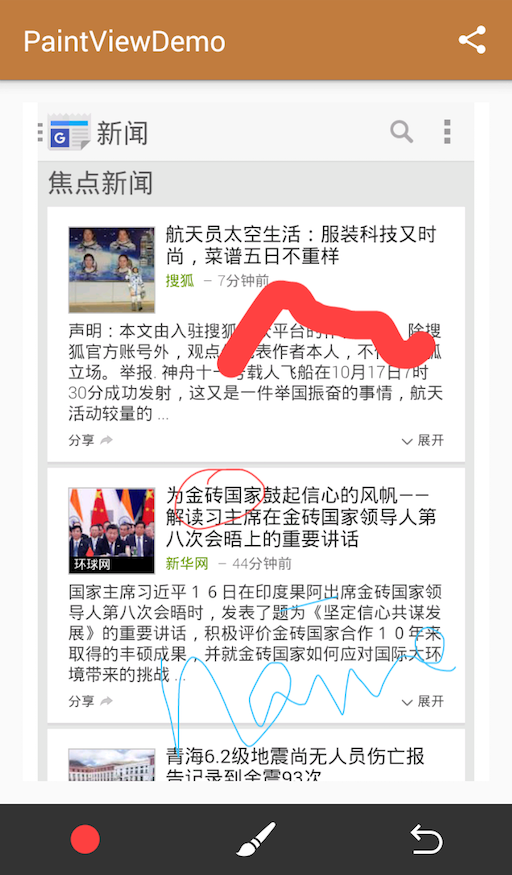 PaintViewDemo
G 新闻
焦点新闻
航天员太空生活：服装科技又时
尚，菜谱五日不重样
搜狐 – 7分钟前
声明：本文由入驻搜狐 平台的 除搜
狐官方账号外，观点 表作者本人，不 狐
立场。举报. 神舟十一号载人飞船在10月17日7时
30分成功发射，这又是一件举国振奋的事情，航天
活动较量的 ...
分享 展开
为金砖国家鼓起信心的风帆——
解读习主席在金砖国家领导人第
八次会晤上的重要讲话
环球网
新华网 – 44分钟前
国家主席习近平１６日在印度果阿出席金砖国家领
导人第八次会晤时，发表了题为《坚定信心共谋发
展》的重要讲话，积极评价金砖国家合作１０年来
取得的丰硕成果，并就金砖国家如何应对国际大环
境带来的挑战 ...
Name
分享 展开
青海6.2级地震尚无人员伤亡报
告记录到余震93次